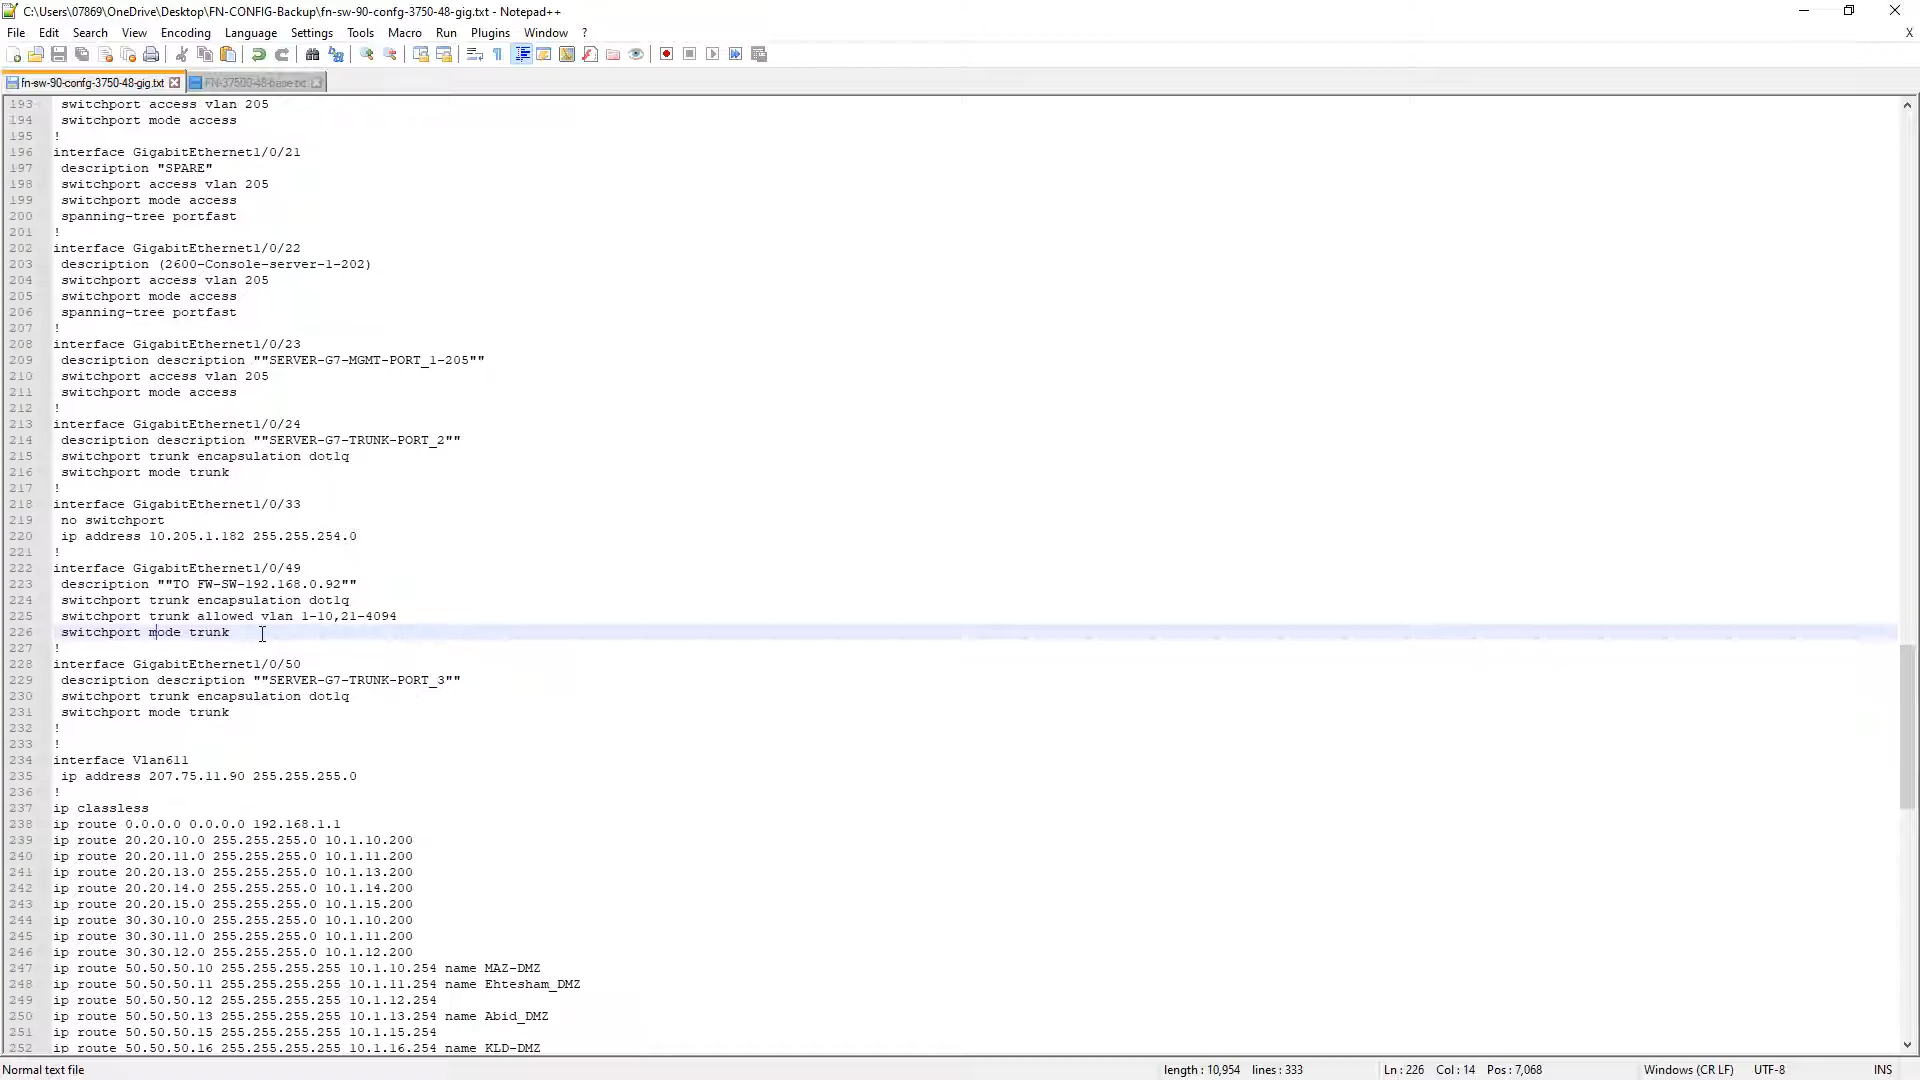 C:\Users\07869\OneDrive\Desktop\FN-CONFIG-Backup\fn-sw-90-confg-3750-48-gig.txt - Notepad++
File Edit Search View Encoding Language Settings Tools Macro Run Plugins Window ? X
fn-sw-90-confg-3750-48-gig.txt FN-3750G-48-base.txt
193 switchport access vlan 205
194 switchport mode access
195 !
196 interface GigabitEthernet1/0/21
197 description "SPARE"
198 switchport access vlan 205
199 switchport mode access
200 spanning-tree portfast
201 !
202 interface GigabitEthernet1/0/22
203 description (2600-Console-server-1-202)
204 switchport access vlan 205
205 switchport mode access
206 spanning-tree portfast
207 !
208 interface GigabitEthernet1/0/23
209 description description ""SERVER-G7-MGMT-PORT_1-205""
210 switchport access vlan 205
211 switchport mode access
212 !
213 interface GigabitEthernet1/0/24
214 description description ""SERVER-G7-TRUNK-PORT_2""
215 switchport trunk encapsulation dot1q
216 switchport mode trunk
217 !
218 interface GigabitEthernet1/0/33
219 no switchport
220 ip address 10.205.1.182 255.255.254.0
221 !
222 interface GigabitEthernet1/0/49
223 description ""TO FW-SW-192.168.0.92""
224 switchport trunk encapsulation dot1q
225 switchport trunk allowed vlan 1-10,21-4094
226 switchport mode trunk
227 !
228 interface GigabitEthernet1/0/50
229 description description ""SERVER-G7-TRUNK-PORT_3""
230 switchport trunk encapsulation dot1q
231 switchport mode trunk
232 !
233 !
234 interface Vlan611
235 ip address 207.75.11.90 255.255.255.0
236 !
237 ip classless
238 ip route 0.0.0.0 0.0.0.0 192.168.1.1
239 ip route 20.20.10.0 255.255.255.0 10.1.10.200
240 ip route 20.20.11.0 255.255.255.0 10.1.11.200
241 ip route 20.20.13.0 255.255.255.0 10.1.13.200
242 ip route 20.20.14.0 255.255.255.0 10.1.14.200
243 ip route 20.20.15.0 255.255.255.0 10.1.15.200
244 ip route 30.30.10.0 255.255.255.0 10.1.10.200
245 ip route 30.30.11.0 255.255.255.0 10.1.11.200
246 ip route 30.30.12.0 255.255.255.0 10.1.12.200
247 ip route 50.50.50.10 255.255.255.255 10.1.10.254 name MAZ-DMZ
248 ip route 50.50.50.11 255.255.255.255 10.1.11.254 name Ehtesham_DMZ
249 ip route 50.50.50.12 255.255.255.255 10.1.12.254
250 ip route 50.50.50.13 255.255.255.255 10.1.13.254 name Abid_DMZ
251 ip route 50.50.50.15 255.255.255.255 10.1.15.254
252 ip route 50.50.50.16 255.255.255.255 10.1.16.254 name KLD-DMZ
Normal text file length : 10,954 lines : 333 Ln : 226 Col : 14 Pos : 7,068 Windows (CR LF) UTF-8 INS